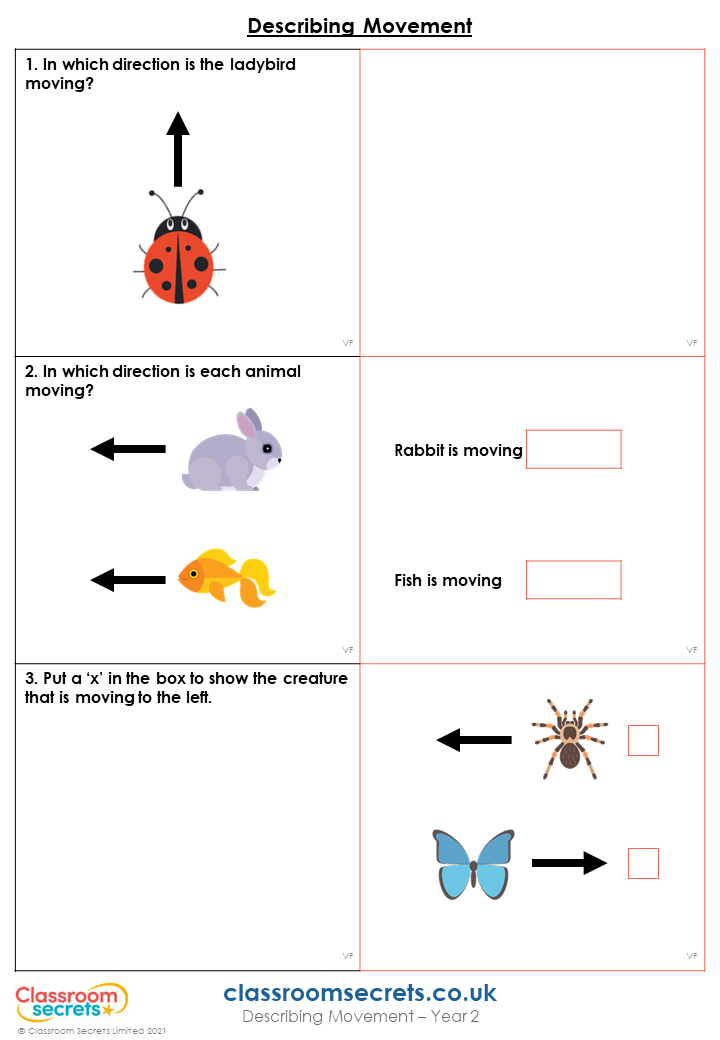 Describing Movement
1. In which direction is the ladybird
moving?
VF
VF
2. In which direction is each animal
moving?
Rabbit is moving
Fish is moving
VF
VF
3. Put a ‘x’ in the box to show the creature
that is moving to the left.
VF
VF
Classroom
secrets
© Classroom Secrets Limited 2021
classroomsecrets.co.uk
Describing Movement – Year 2